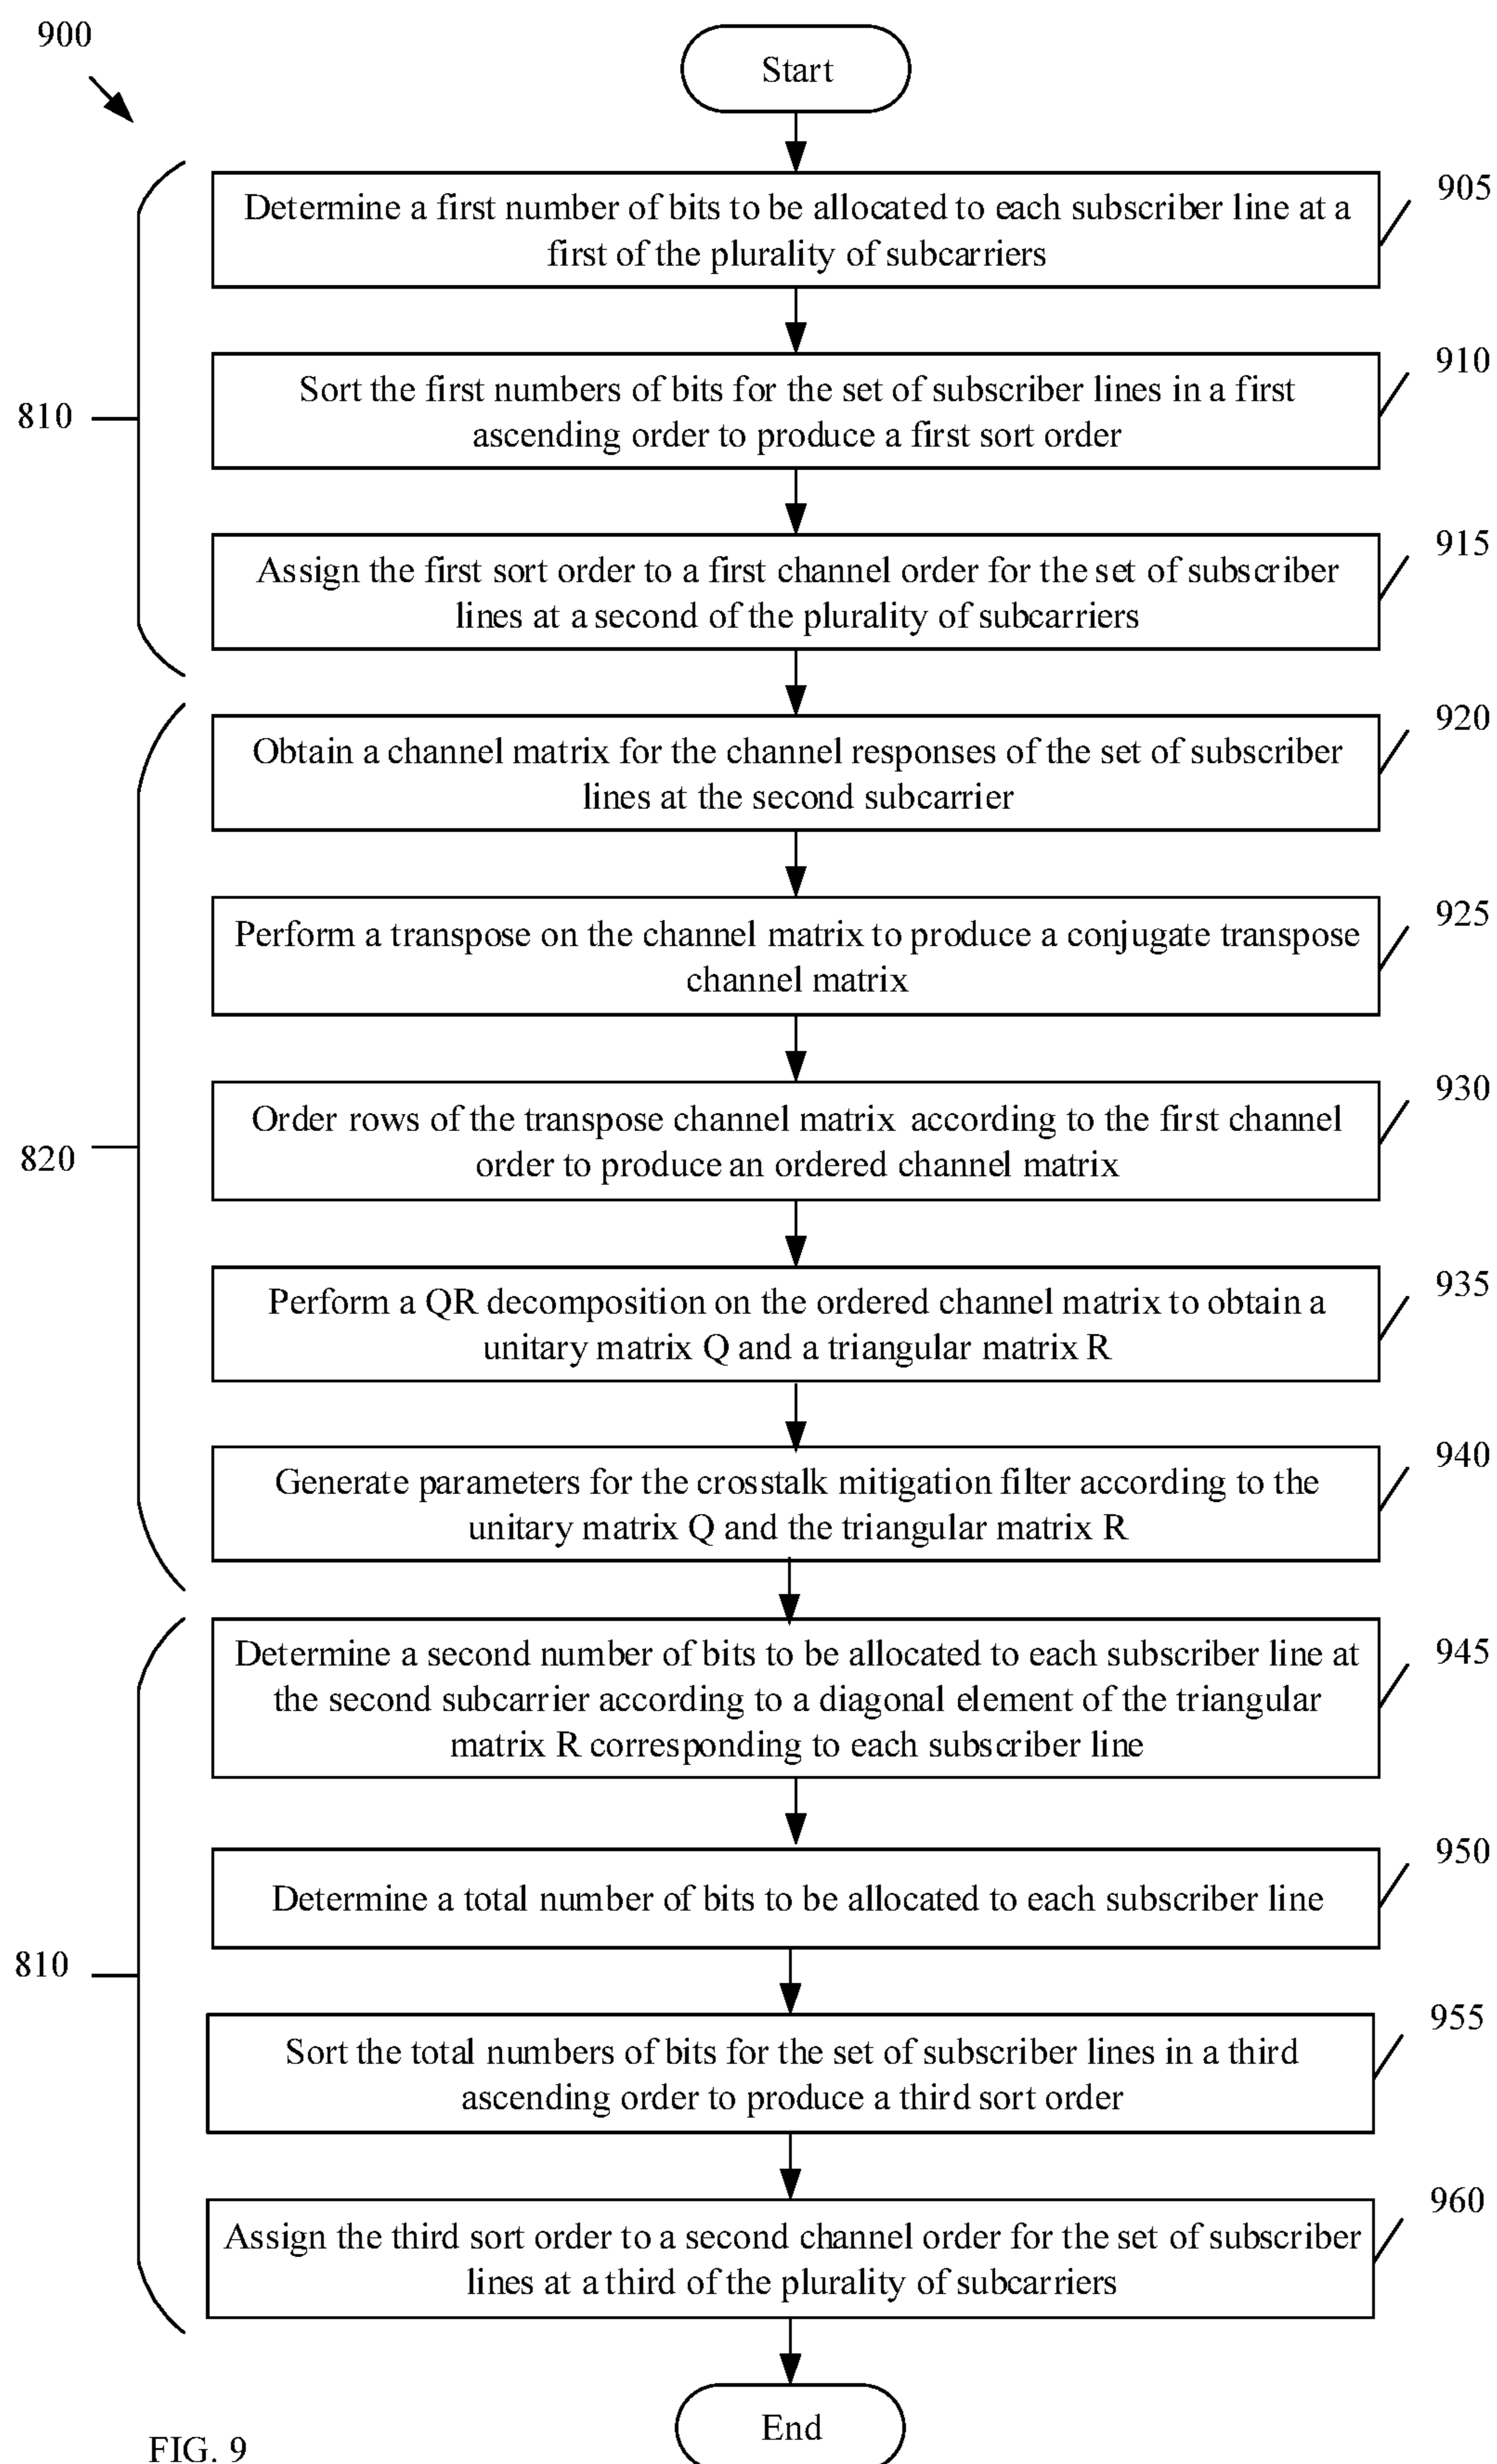 900
Start
905
Determine a first number of bits to be allocated to each subscriber line at a
first of the plurality of subcarriers
910
Sort the first numbers of bits for the set of subscriber lines in a first
ascending order to produce a first sort order
810
915
Assign the first sort order to a first channel order for the set of subscriber
lines at a second of the plurality of subcarriers
920
Obtain a channel matrix for the channel responses of the set of subscriber
lines at the second subcarrier
925
Perform a transpose on the channel matrix to produce a conjugate transpose
channel matrix
930
Order rows of the transpose channel matrix according to the first channel
order to produce an ordered channel matrix
820
935
Perform a QR decomposition on the ordered channel matrix to obtain a
unitary matrix Q and a triangular matrix R
940
Generate parameters for the crosstalk mitigation filter according to the
unitary matrix Q and the triangular matrix R
945
Determine a second number of bits to be allocated to each subscriber line at
the second subcarrier according to a diagonal element of the triangular
matrix R corresponding to each subscriber line
950
Determine a total number of bits to be allocated to each subscriber line
810
955
Sort the total numbers of bits for the set of subscriber lines in a third
ascending order to produce a third sort order
960
Assign the third sort order to a second channel order for the set of subscriber
lines at a third of the plurality of subcarriers
End
FIG. 9